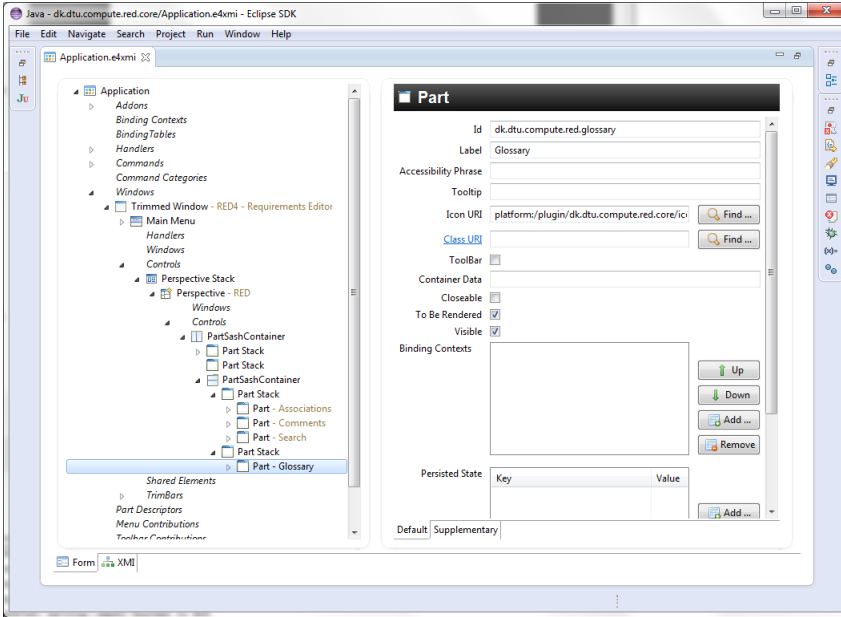 Java - dk.dtu.compute.red.core/Application.e4xmi - Eclipse SDK
File Edit Navigate Search Project Run Window Help
Application.e4xmi
Ju
Application
Addons
Binding Contexts
BindingTables
Handlers
Commands
Command Categories
Windows
Trimmed Window - RED4 - Requirements Editor
Main Menu
Handlers
Windows
Controls
Perspective Stack
Perspective - RED
Windows
Controls
PartSashContainer
Part Stack
Part Stack
PartSashContainer
Part Stack
Part - Associations
Part - Comments
Part - Search
Part Stack
Part - Glossary
Shared Elements
TrimBars
Part Descriptors
Menu Contributions
Toolbar Contributions
Part
Id dk.dtu.compute.red.glossary
Label Glossary
Accessibility Phrase
Tooltip
Icon URI platform:/plugin/dk.dtu.compute.red.core/ico Find ...
Class URI Find ...
ToolBar
Container Data
Closeable
To Be Rendered
Visible
Binding Contexts
Up
Down
Add ...
Remove
Persisted State Key Value
Add ...
Default Supplementary
Form XMI